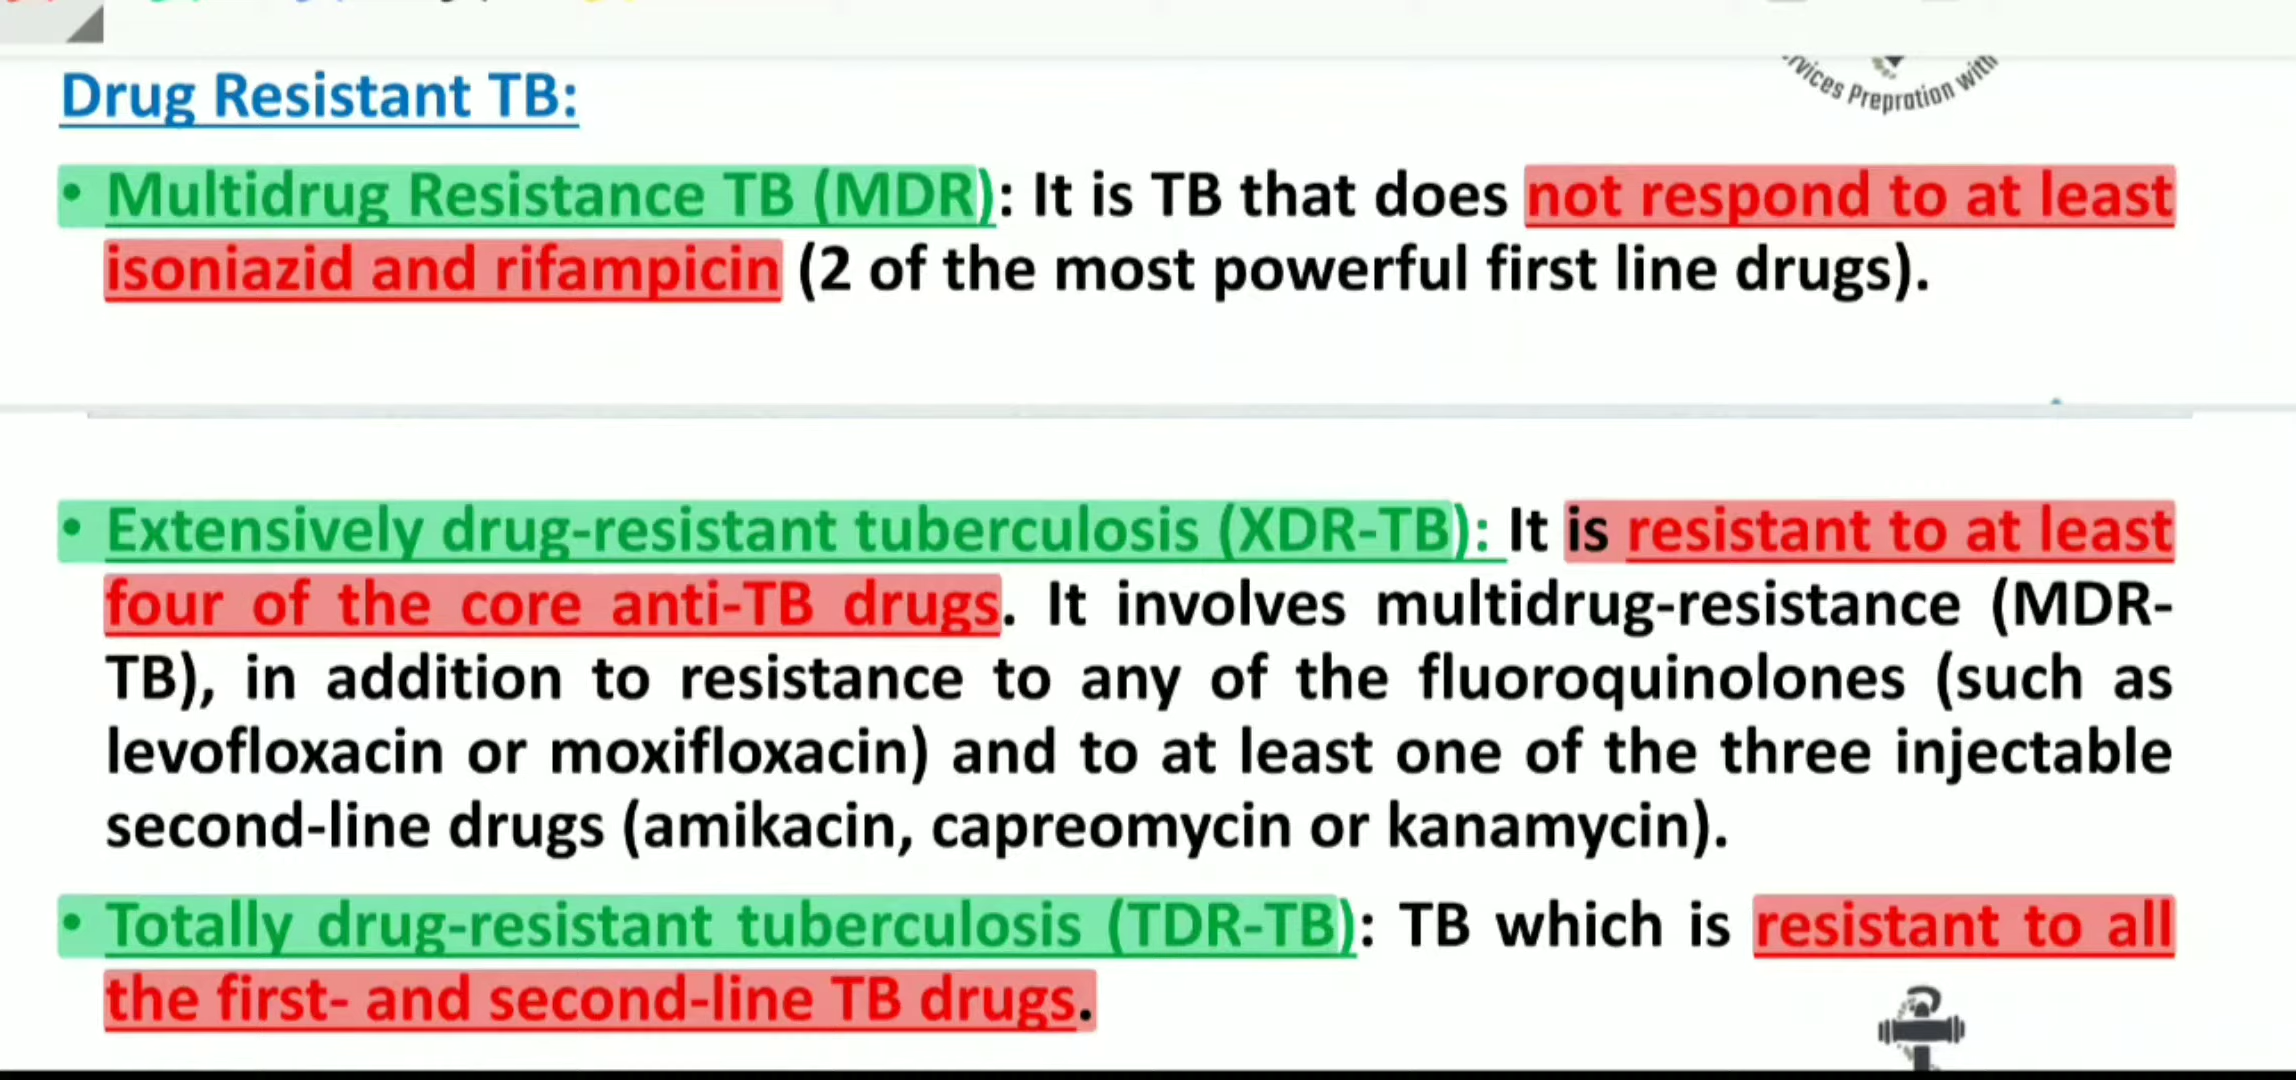 rvices Prepration with
Drug Resistant TB:
• Multidrug Resistance TB (MDR): It is TB that does not respond to at least
isoniazid and rifampicin (2 of the most powerful first line drugs).
• Extensively drug-resistant tuberculosis (XDR-TB): It is resistant to at least
four of the core anti-TB drugs. It involves multidrug-resistance (MDR-
TB), in addition to resistance to any of the fluoroquinolones (such as
levofloxacin or moxifloxacin) and to at least one of the three injectable
second-line drugs (amikacin, capreomycin or kanamycin).
• Totally drug-resistant tuberculosis (TDR-TB): TB which is resistant to all
the first- and second-line TB drugs.